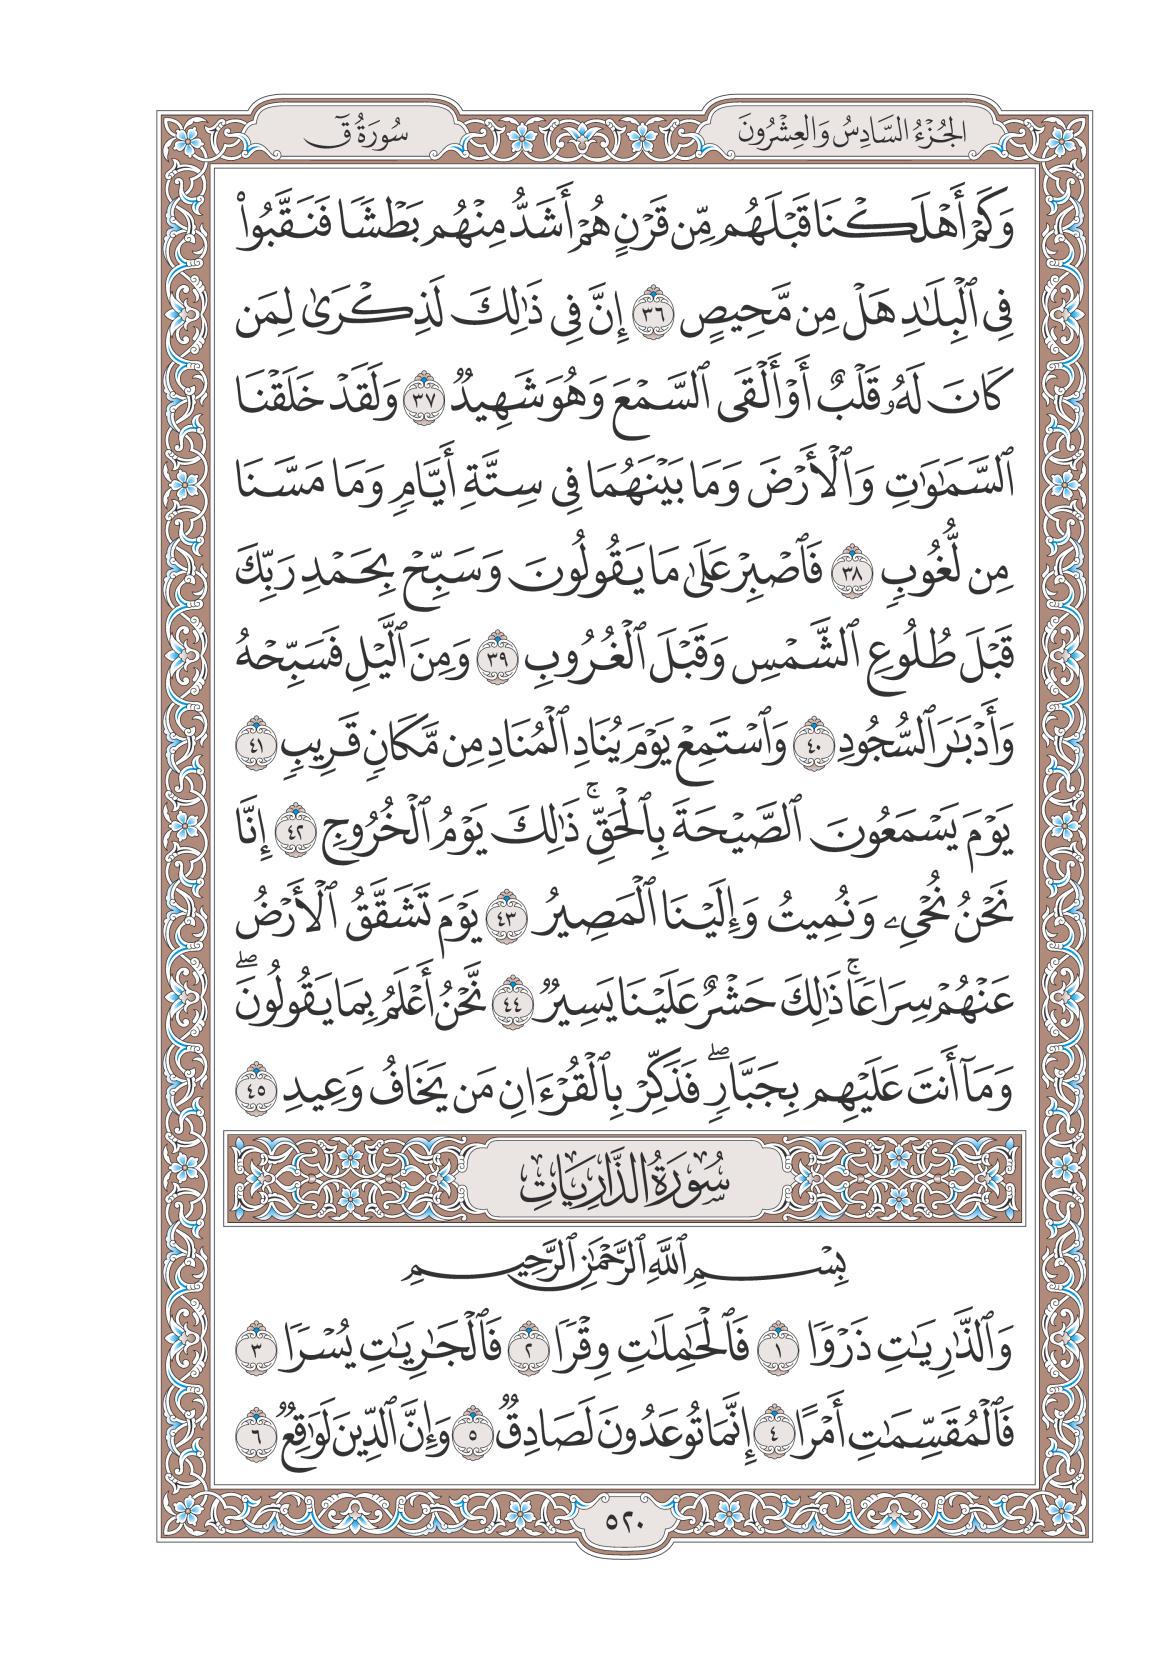 الجُزْءُ السَّادِسُ وَالعِشْرُونَ
سُورَةُ قٓ
وَكَمْ أَهْلَكْنَا قَبْلَهُم مِّن قَرْنٍ هُمْ أَشَدُّ مِنْهُم بَطْشًا فَنَقَّبُوا۟
فِى ٱلْبِلَٰدِ هَلْ مِن مَّحِيصٍ ٣٦ إِنَّ فِى ذَٰلِكَ لَذِكْرَىٰ لِمَن
كَانَ لَهُۥ قَلْبٌ أَوْ أَلْقَى ٱلسَّمْعَ وَهُوَ شَهِيدٌ ٣٧ وَلَقَدْ خَلَقْنَا
ٱلسَّمَٰوَٰتِ وَٱلْأَرْضَ وَمَا بَيْنَهُمَا فِى سِتَّةِ أَيَّامٍ وَمَا مَسَّنَا
مِن لُّغُوبٍ ٣٨ فَٱصْبِرْ عَلَىٰ مَا يَقُولُونَ وَسَبِّحْ بِحَمْدِ رَبِّكَ
قَبْلَ طُلُوعِ ٱلشَّمْسِ وَقَبْلَ ٱلْغُرُوبِ ٣٩ وَمِنَ ٱلَّيْلِ فَسَبِّحْهُ
وَأَدْبَٰرَ ٱلسُّجُودِ ٤٠ وَٱسْتَمِعْ يَوْمَ يُنَادِ ٱلْمُنَادِ مِن مَّكَانٍ قَرِيبٍ ٤١
يَوْمَ يَسْمَعُونَ ٱلصَّيْحَةَ بِٱلْحَقِّ ۚ ذَٰلِكَ يَوْمُ ٱلْخُرُوجِ ٤٢ إِنَّا
نَحْنُ نُحْىِۦ وَنُمِيتُ وَإِلَيْنَا ٱلْمَصِيرُ ٤٣ يَوْمَ تَشَقَّقُ ٱلْأَرْضُ
عَنْهُمْ سِرَاعًا ۚ ذَٰلِكَ حَشْرٌ عَلَيْنَا يَسِيرٌ ٤٤ نَّحْنُ أَعْلَمُ بِمَا يَقُولُونَ ۖ
وَمَآ أَنتَ عَلَيْهِم بِجَبَّارٍ ۖ فَذَكِّرْ بِٱلْقُرْءَانِ مَن يَخَافُ وَعِيدِ ٤٥
سُورَةُ الذَّارِيَاتِ
بِسْمِ ٱللَّهِ ٱلرَّحْمَٰنِ ٱلرَّحِيمِ
وَٱلذَّٰرِيَٰتِ ذَرْوًا ١ فَٱلْحَٰمِلَٰتِ وِقْرًا ٢ فَٱلْجَٰرِيَٰتِ يُسْرًا ٣
فَٱلْمُقَسِّمَٰتِ أَمْرًا ٤ إِنَّمَا تُوعَدُونَ لَصَادِقٌ ٥ وَإِنَّ ٱلدِّينَ لَوَٰقِعٌ ٦
٥٢٠